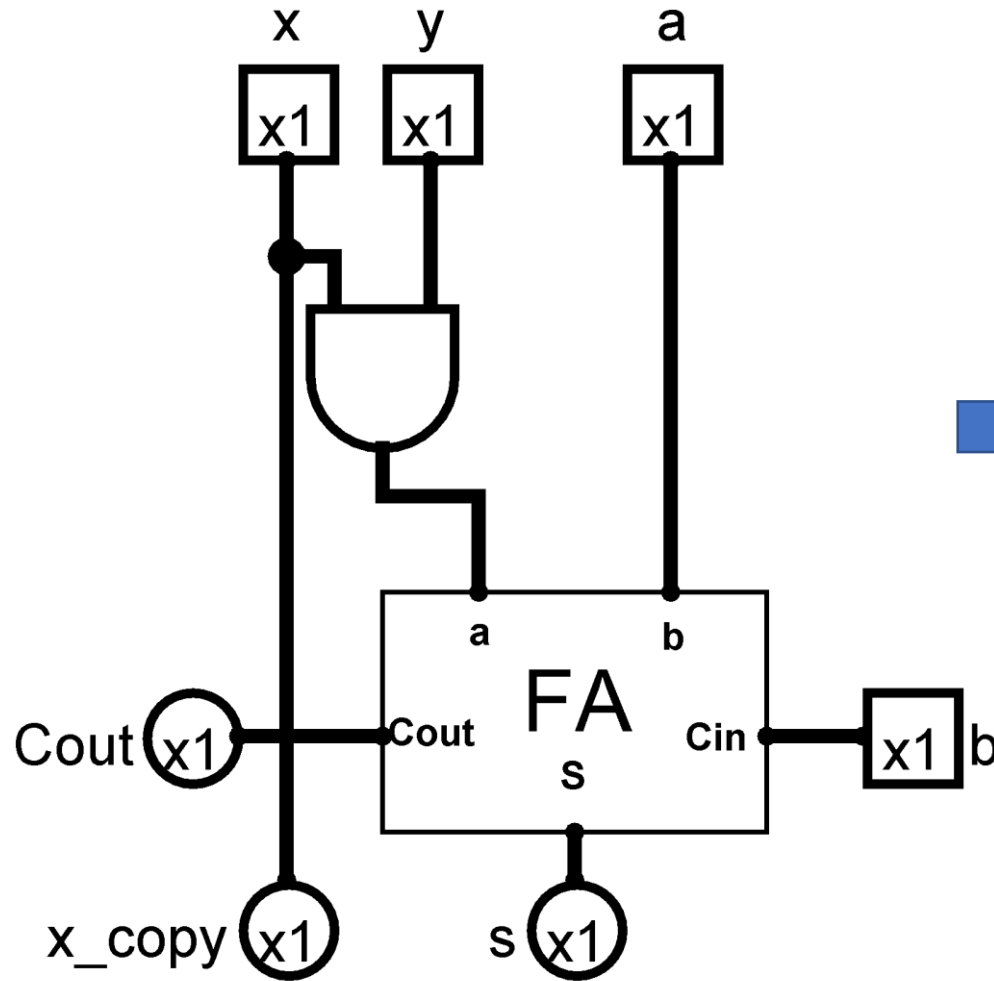 x y a
x1 x1 x1
a b
FA
Cout x1 Cout Cin x1 b
s
x_copy x1 s x1